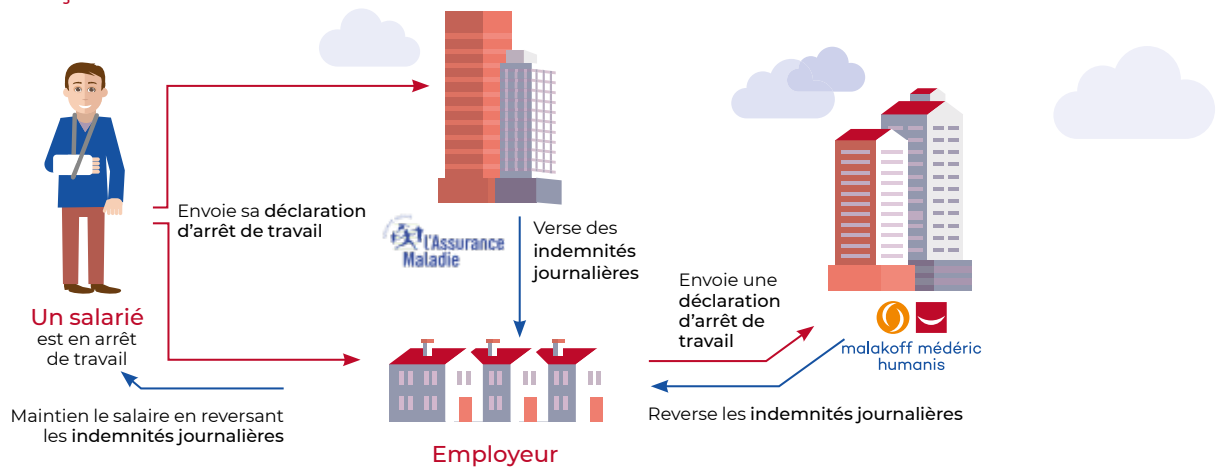 Envoie sa déclaration
d'arrêt de travail
l'Assurance
Maladie
Verse des
indemnités
journalières
Envoie une
déclaration
d'arrêt de
travail
malakoff médéric
humanis
Un salarié
est en arrêt
de travail
Maintien le salaire en reversant
les indemnités journalières
Reverse les indemnités journalières
Employeur